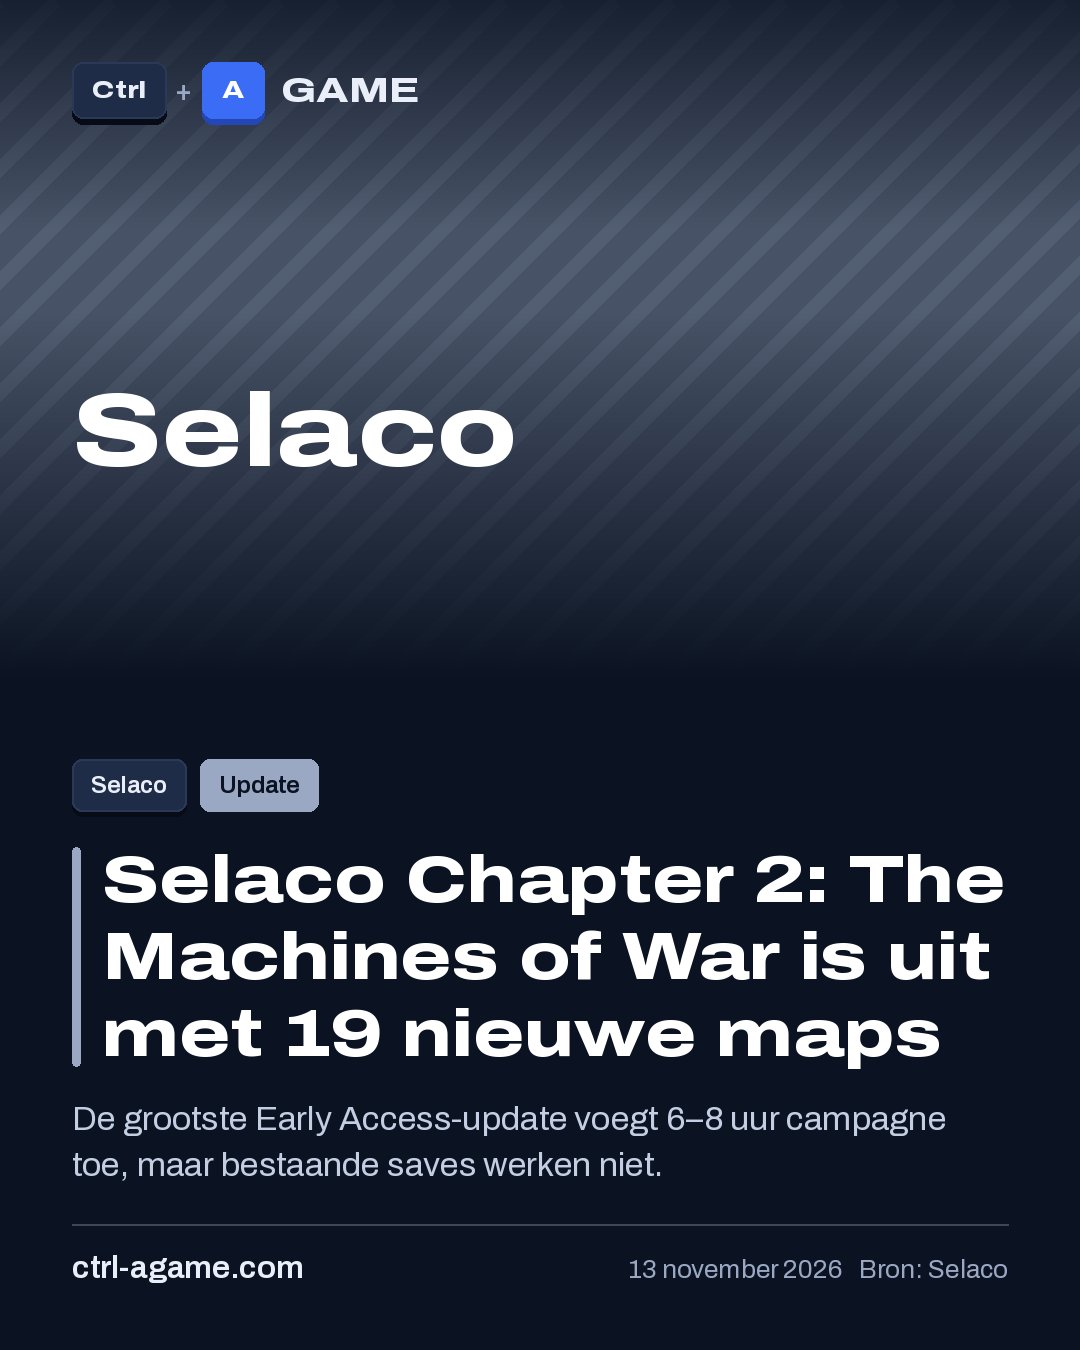 Ctrl + A GAME
Selaco
Selaco Update
Selaco Chapter 2: The
Machines of War is uit
met 19 nieuwe maps
De grootste Early Access-update voegt 6–8 uur campagne
toe, maar bestaande saves werken niet.
ctrl-agame.com 13 november 2026 Bron: Selaco